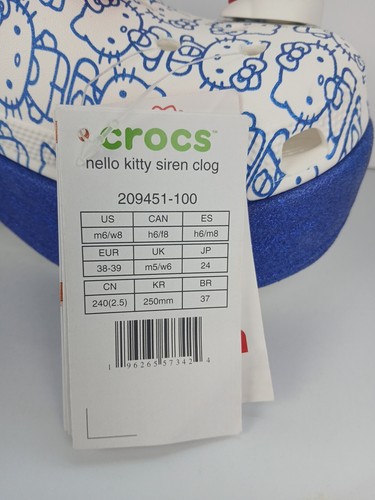 crocs™
hello kitty siren clog
209451-100
US CAN ES
m6/w8 h6/f8 h6/m8
EUR UK JP
38-39 m5/w6 24
CN KR BR
240(2.5) 250mm 37
1 96265 57342 4